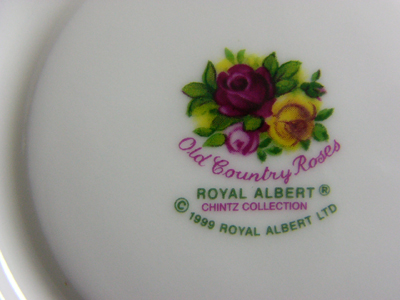 Old Country Roses
ROYAL ALBERT ®
CHINTZ COLLECTION
© 1999 ROYAL ALBERT LTD